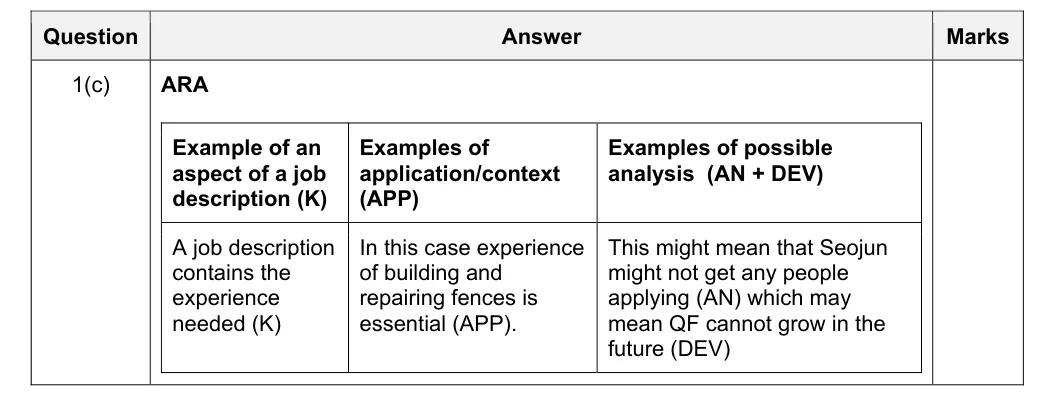 Question Answer Marks
1(c) ARA
Example of an
aspect of a job
description (K)
Examples of
application/context
(APP)
Examples of possible
analysis (AN + DEV)
A job description
contains the
experience
needed (K)
In this case experience
of building and
repairing fences is
essential (APP).
This might mean that Seojun
might not get any people
applying (AN) which may
mean QF cannot grow in the
future (DEV)